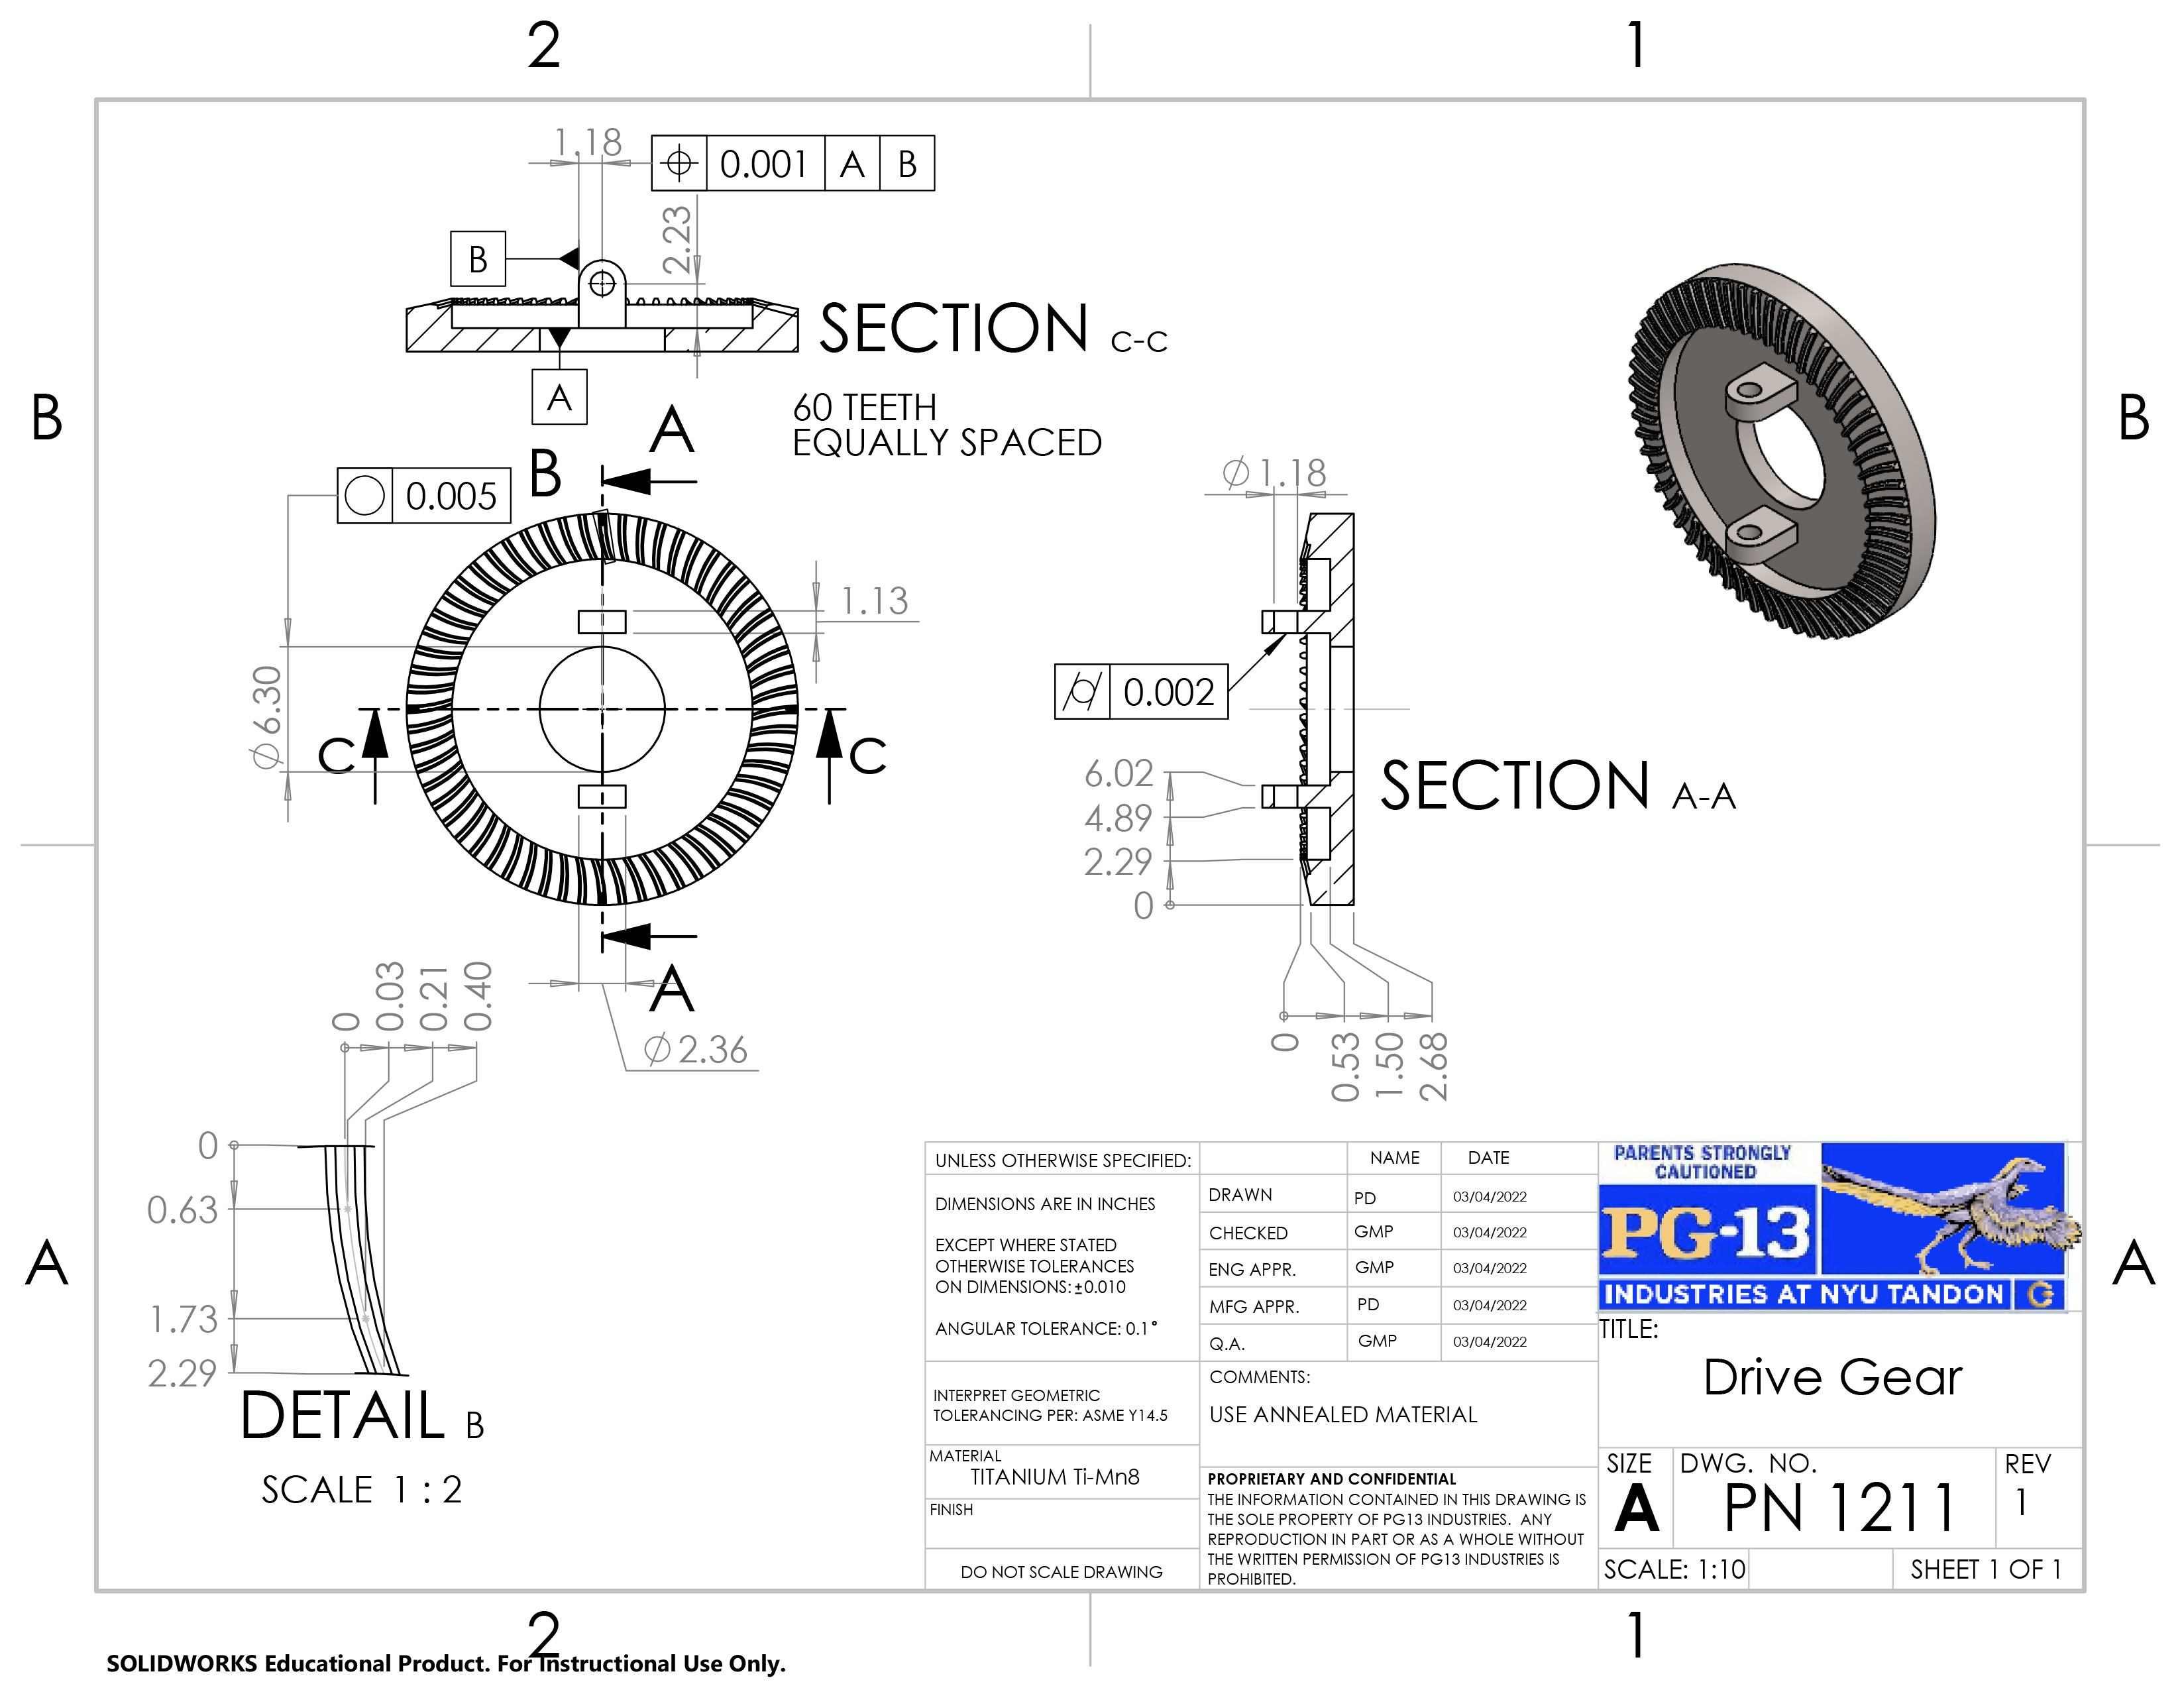 2
1
B
B
A
A
2
1
1.18
⌖ 0.001 A B
2.23
B
A
SECTION C-C
60 TEETH
EQUALLY SPACED
A
B
○ 0.005
1.13
∅6.30
C
C
A
∅2.36
∅1.18
⌭ 0.002
6.02
4.89
2.29
0
SECTION A-A
0
0.53
1.50
2.68
0
0.03
0.21
0.40
0
0.63
1.73
2.29
DETAIL B
SCALE 1 : 2
UNLESS OTHERWISE SPECIFIED:
DIMENSIONS ARE IN INCHES
EXCEPT WHERE STATED
OTHERWISE TOLERANCES
ON DIMENSIONS: ±0.010
ANGULAR TOLERANCE: 0.1°
INTERPRET GEOMETRIC
TOLERANCING PER: ASME Y14.5
MATERIAL
TITANIUM Ti-Mn8
FINISH
DO NOT SCALE DRAWING
NAME DATE
DRAWN PD 03/04/2022
CHECKED GMP 03/04/2022
ENG APPR. GMP 03/04/2022
MFG APPR. PD 03/04/2022
Q.A. GMP 03/04/2022
COMMENTS:
USE ANNEALED MATERIAL
PROPRIETARY AND CONFIDENTIAL
THE INFORMATION CONTAINED IN THIS DRAWING IS
THE SOLE PROPERTY OF PG13 INDUSTRIES. ANY
REPRODUCTION IN PART OR AS A WHOLE WITHOUT
THE WRITTEN PERMISSION OF PG13 INDUSTRIES IS
PROHIBITED.
PARENTS STRONGLY
CAUTIONED
PG-13
INDUSTRIES AT NYU TANDON
TITLE:
Drive Gear
SIZE DWG. NO. REV
A PN 1211 1
SCALE: 1:10 SHEET 1 OF 1
SOLIDWORKS Educational Product. For Instructional Use Only.